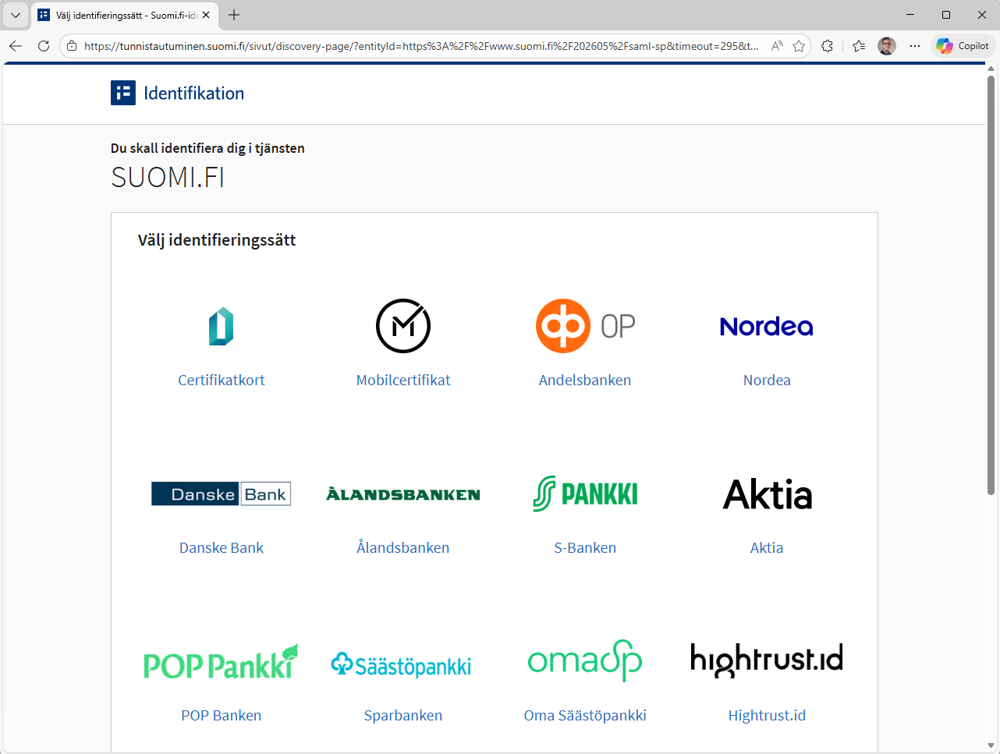 Välj identifieringssätt - Suomi.fi-ide
https://tunnistautuminen.suomi.fi/sivut/discovery-page/?entityId=https%3A%2F%2Fwww.suomi.fi%2F202605%2Fsaml-sp&timeout=295&t...
Copilot
Identifikation
Du skall identifiera dig i tjänsten
SUOMI.FI
Välj identifieringssätt
OP
Nordea
Certifikatkort
Mobilcertifikat
Andelsbanken
Nordea
Danske Bank
ÅLANDSBANKEN
S PANKKI
Aktia
Danske Bank
Ålandsbanken
S-Banken
Aktia
POP Pankki
Säästöpankki
omasp
hightrust.id
POP Banken
Sparbanken
Oma Säästöpankki
Hightrust.id